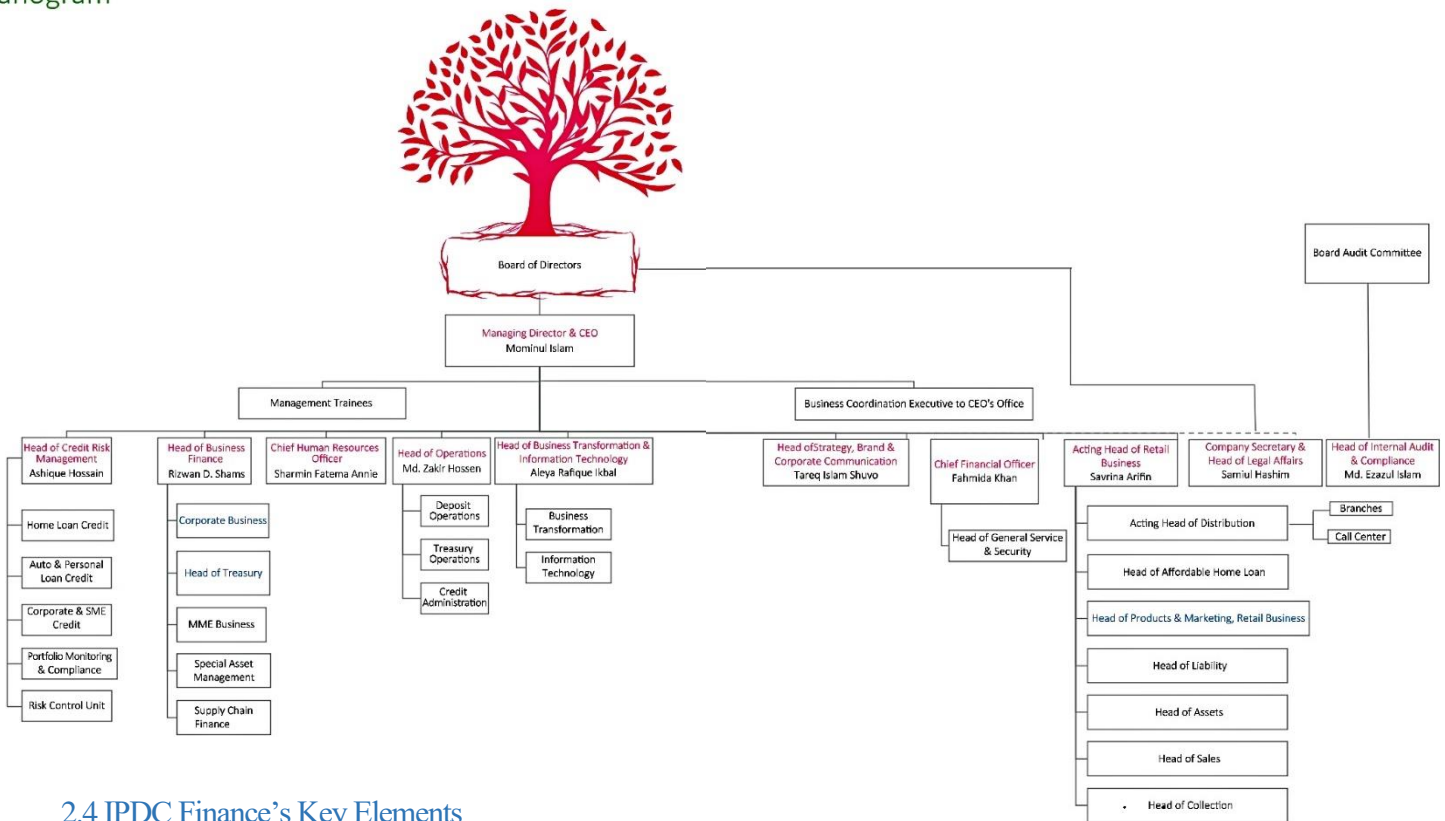 Board of Directors
Board Audit Committee
Managing Director & CEO
Mominul Islam
Management Trainees
Business Coordination Executive to CEO's Office
Head of Credit Risk
Management
Ashique Hossain
Head of Business
Finance
Rizwan D. Shams
Chief Human Resources
Officer
Sharmin Fatema Annie
Head of Operations
Md. Zakir Hossen
Head of Business Transformation &
Information Technology
Aleya Rafique Ikbal
Head ofStrategy, Brand &
Corporate Communication
Tareq Islam Shuvo
Chief Financial Officer
Fahmida Khan
Acting Head of Retail
Business
Savrina Arifin
Company Secretary &
Head of Legal Affairs
Samiul Hashim
Head of Internal Audit
& Compliance
Md. Ezazul Islam
Home Loan Credit
Auto & Personal
Loan Credit
Corporate & SME
Credit
Portfolio Monitoring
& Compliance
Risk Control Unit
Corporate Business
Head of Treasury
MME Business
Special Asset
Management
Supply Chain
Finance
Deposit
Operations
Treasury
Operations
Credit
Administration
Business
Transformation
Information
Technology
Head of General Service
& Security
Acting Head of Distribution
Branches
Call Center
Head of Affordable Home Loan
Head of Products & Marketing, Retail Business
Head of Liability
Head of Assets
Head of Sales
• Head of Collection
2.4 IPDC Finance's Key Elements